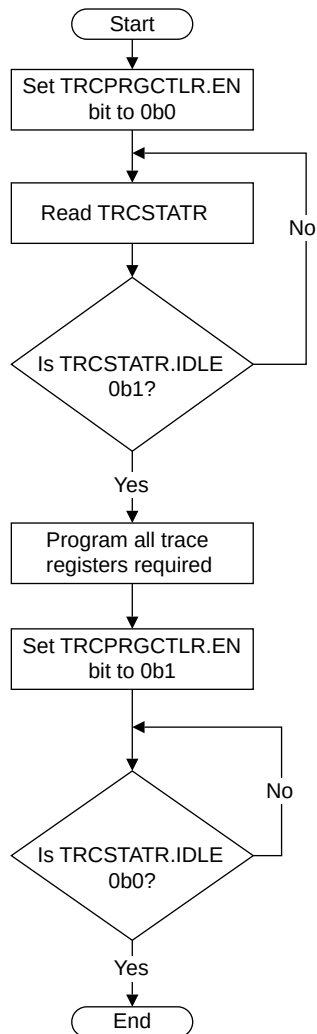 Start
Set TRCPRGCTLR.EN
bit to 0b0
Read TRCSTATR
No
Is TRCSTATR.IDLE
0b1?
Yes
Program all trace
registers required
Set TRCPRGCTLR.EN
bit to 0b1
No
Is TRCSTATR.IDLE
0b0?
Yes
End